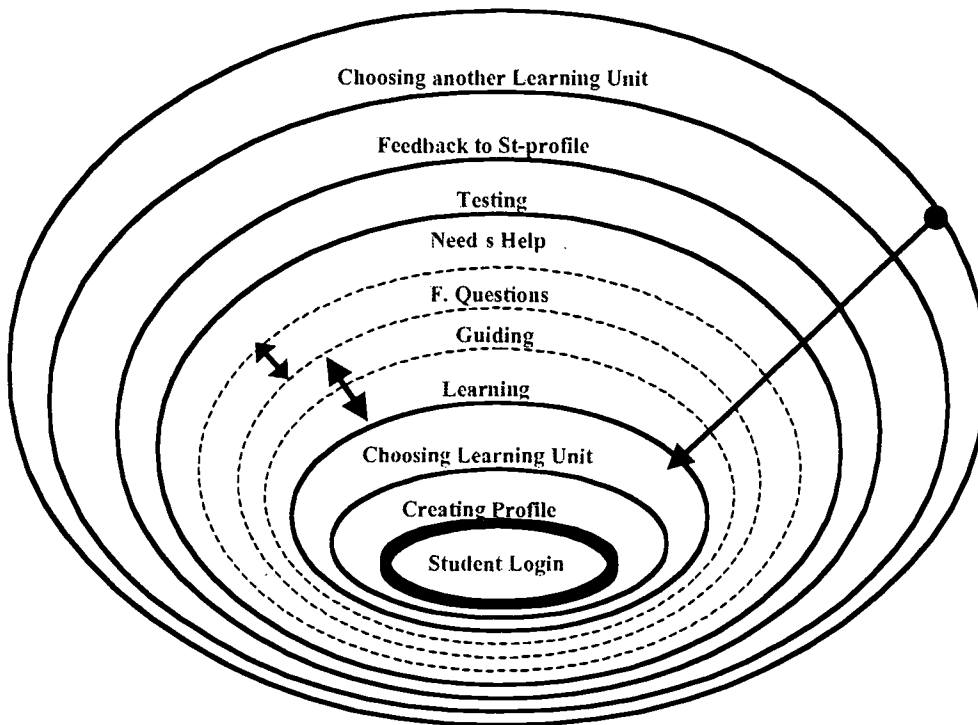 Choosing another Learning Unit
Feedback to St-profile
Testing
Need s Help
F. Questions
Guiding
Learning
Choosing Learning Unit
Creating Profile
Student Login